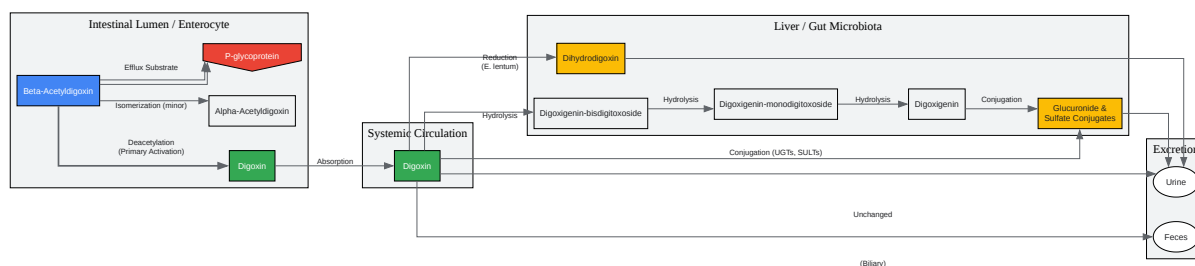 Intestinal Lumen / Enterocyte
Beta-Acetyldigoxin
Efflux Substrate
P-glycoprotein
Isomerization (minor)
Alpha-Acetyldigoxin
Deacetylation
(Primary Activation)
Digoxin
Absorption
Systemic Circulation
Digoxin
Liver / Gut Microbiota
Reduction
(E. lentum)
Dihydrodigoxin
Hydrolysis
Digoxigenin-bisdigitoxoside
Hydrolysis
Digoxigenin-monodigitoxoside
Hydrolysis
Digoxigenin
Conjugation
Glucuronide &
Sulfate Conjugates
Conjugation (UGTs, SULTs)
Unchanged
(Biliary)
Excretion
Urine
Feces